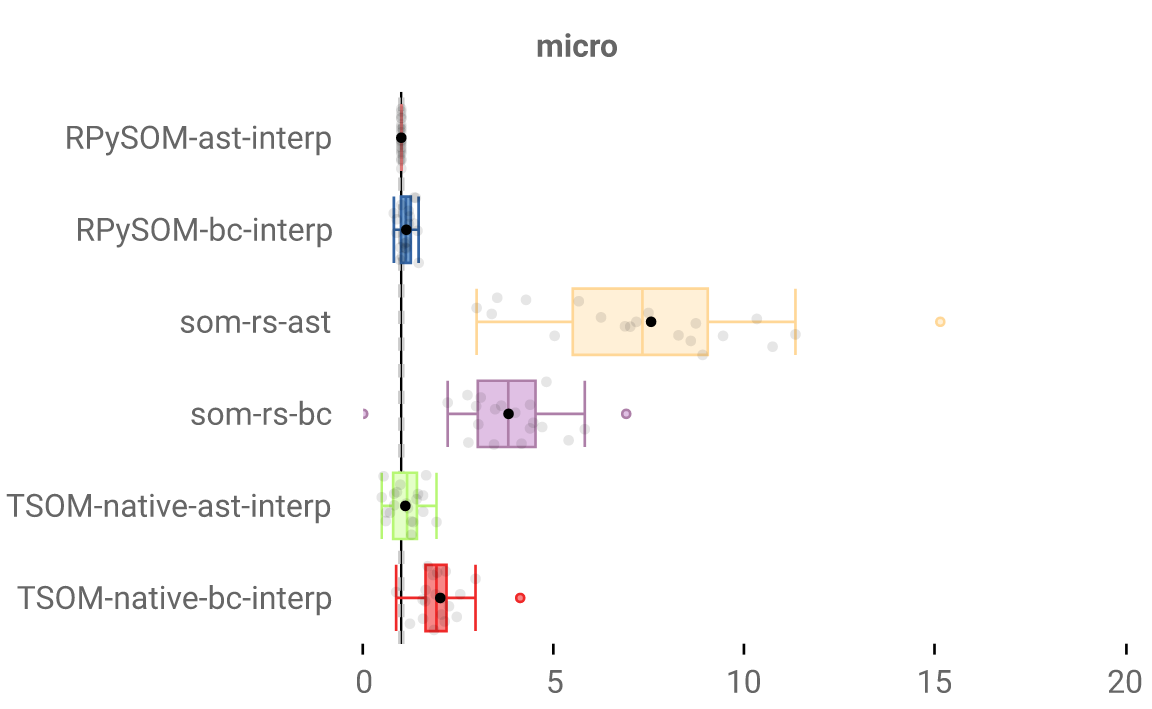 micro
RPySOM-ast-interp
RPySOM-bc-interp
som-rs-ast
som-rs-bc
TSOM-native-ast-interp
TSOM-native-bc-interp
0 5 10 15 20